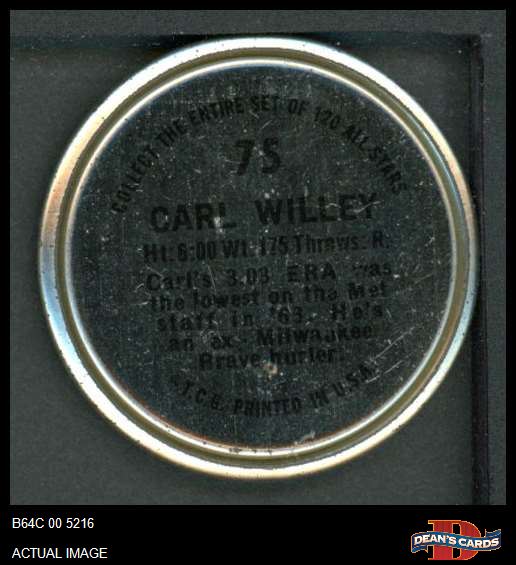 COLLECT THE ENTIRE SET OF 120 ALL STARS
75
CARL WILLEY
Ht. 6:00 Wt. 175 Throws: R.
Carl's 3.08 ERA was
the lowest on the Met
staff in '63. He's
an ex-Milwaukee
Brave hurler.
T.C.G. PRINTED IN U.S.A.
B64C 00 5216
ACTUAL IMAGE
D
DEAN'S CARDS